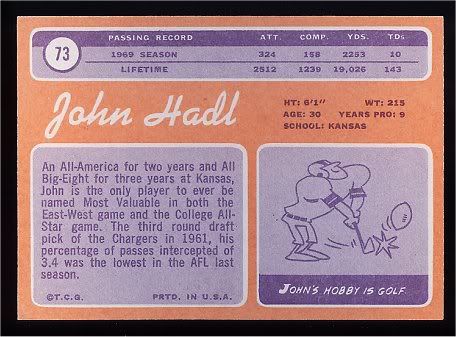 73
PASSING RECORD ATT. COMP. YDS. TDs
1969 SEASON 324 158 2253 10
LIFETIME 2512 1239 19,026 143
John Hadl
HT: 6'1" WT: 215
AGE: 30 YEARS PRO: 9
SCHOOL: KANSAS
An All-America for two years and All
Big-Eight for three years at Kansas,
John is the only player to ever be
named Most Valuable in both the
East-West game and the College All-
Star game. The third round draft
pick of the Chargers in 1961, his
percentage of passes intercepted of
3.4 was the lowest in the AFL last
season.
©T.C.G. PRTD. IN U.S.A.
JOHN'S HOBBY IS GOLF.